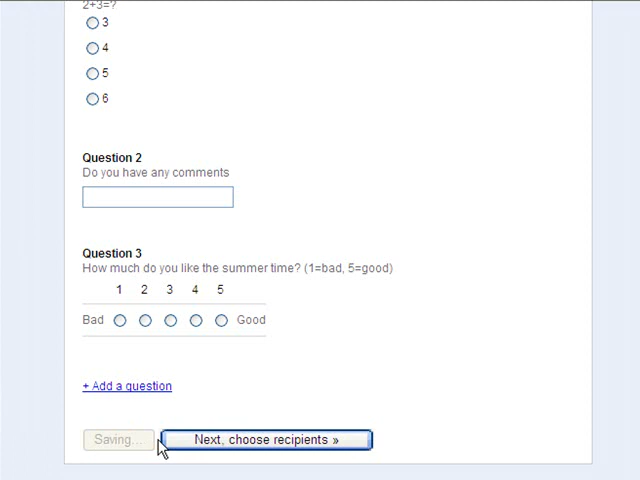 2+3=?
3
4
5
6
Question 2
Do you have any comments
Question 3
How much do you like the summer time? (1=bad, 5=good)
1 2 3 4 5
Bad Good
+ Add a question
Saving... Next, choose recipients »